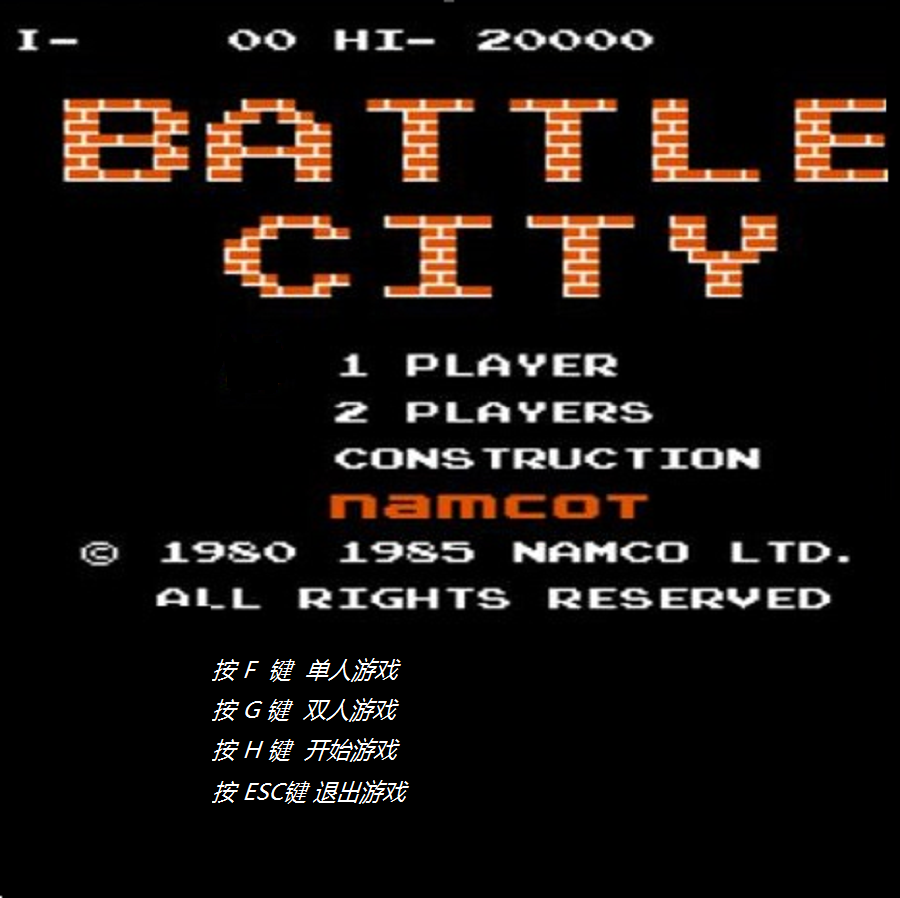 I- 00 HI- 20000
BATTLE
CITY
1 PLAYER
2 PLAYERS
CONSTRUCTION
namcot
© 1980 1985 NAMCO LTD.
ALL RIGHTS RESERVED
按 F 键 单人游戏
按 G 键 双人游戏
按 H 键 开始游戏
按 ESC键 退出游戏